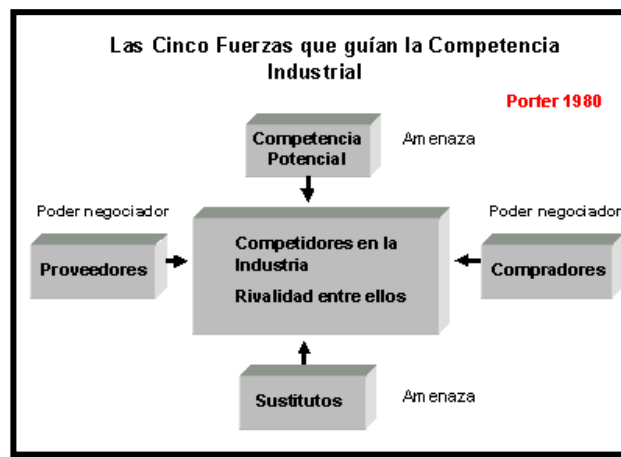 Las Cinco Fuerzas que guían la Competencia
Industrial
Porter 1980
Competencia
Potencial
Amenaza
Poder negociador
Poder negociador
Proveedores
Competidores en la
Industria
Rivalidad entre ellos
Compradores
Sustitutos
Amenaza